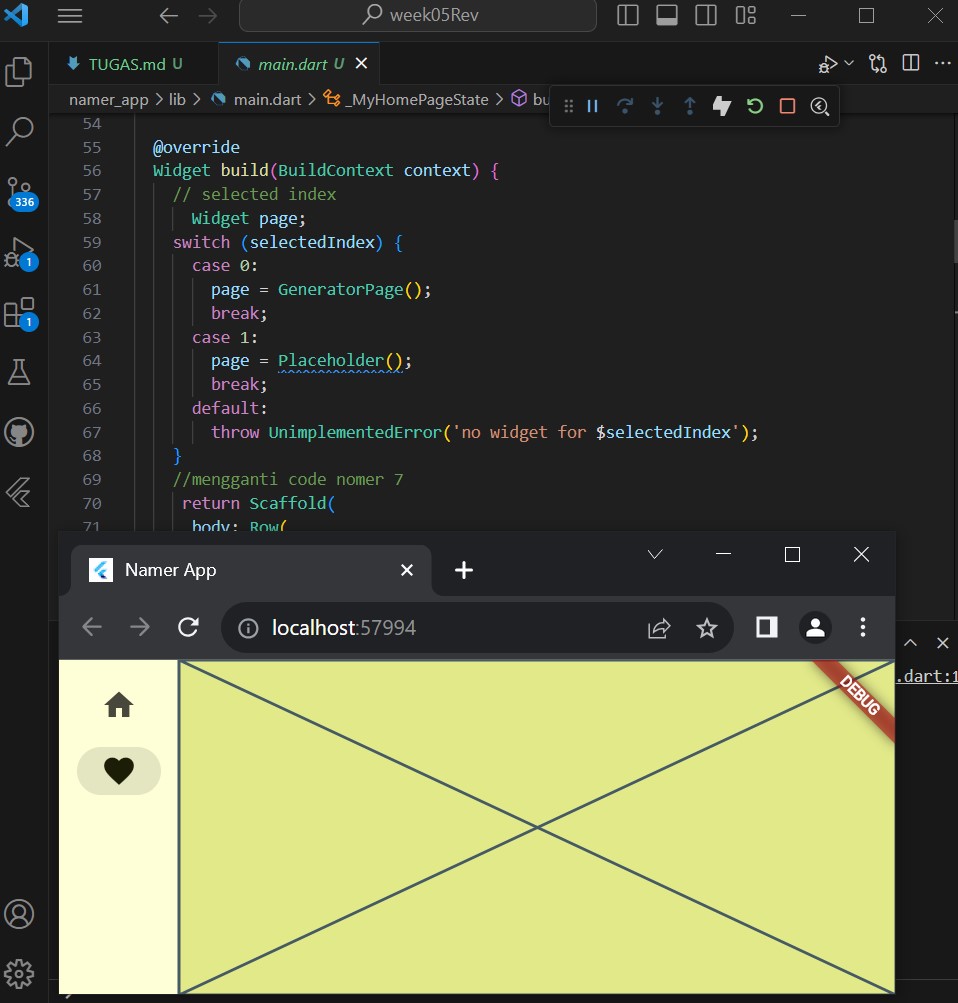 week05Rev
TUGAS.md U
main.dart U
namer_app > lib > main.dart > _MyHomePageState > bu
54
55 @override
56 Widget build(BuildContext context) {
57 // selected index
58 Widget page;
59 switch (selectedIndex) {
60 case 0:
61 page = GeneratorPage();
62 break;
63 case 1:
64 page = Placeholder();
65 break;
66 default:
67 throw UnimplementedError('no widget for $selectedIndex');
68 }
69 //mengganti code nomer 7
70 return Scaffold(
71 body: Row(
336
1
1
Namer App
localhost:57994
.dart:1
DEBUG